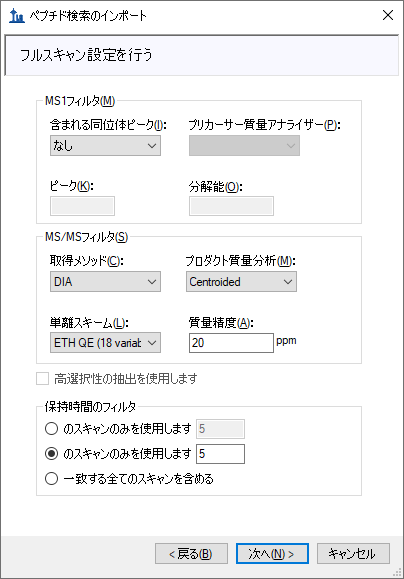 ペプチド検索のインポート
フルスキャン設定を行う
MS1フィルタ(M)
含まれる同位体ピーク(I):
プリカーサー質量アナライザー(P):
なし
ピーク(K):
分解能(O):
MS/MSフィルタ(S)
取得メソッド(C):
プロダクト質量分析(M):
DIA
Centroided
単離スキーム(L):
質量精度(A):
ETH QE (18 variab
20
ppm
高選択性の抽出を使用します
保持時間のフィルタ
のスキャンのみを使用します
5
のスキャンのみを使用します
5
一致する全てのスキャンを含める
< 戻る(B)
次へ(N) >
キャンセル